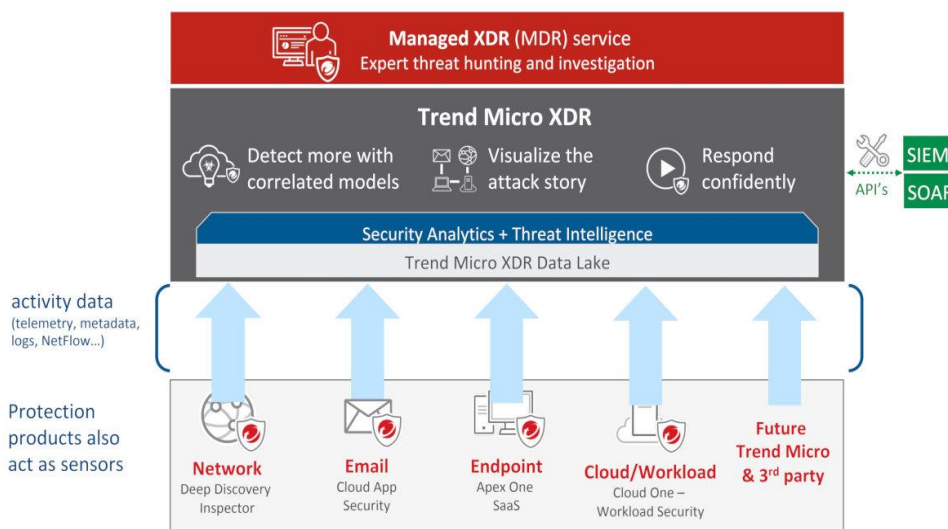 Managed XDR (MDR) service
Expert threat hunting and investigation
Trend Micro XDR
Detect more with
correlated models
Visualize the
attack story
Respond
confidently
API's
SIEM
SOAR
Security Analytics + Threat Intelligence
Trend Micro XDR Data Lake
activity data
(telemetry, metadata,
logs, NetFlow...)
Protection
products also
act as sensors
Network
Deep Discovery
Inspector
Email
Cloud App
Security
Endpoint
Apex One
SaaS
Cloud/Workload
Cloud One –
Workload Security
Future
Trend Micro
& 3rd party